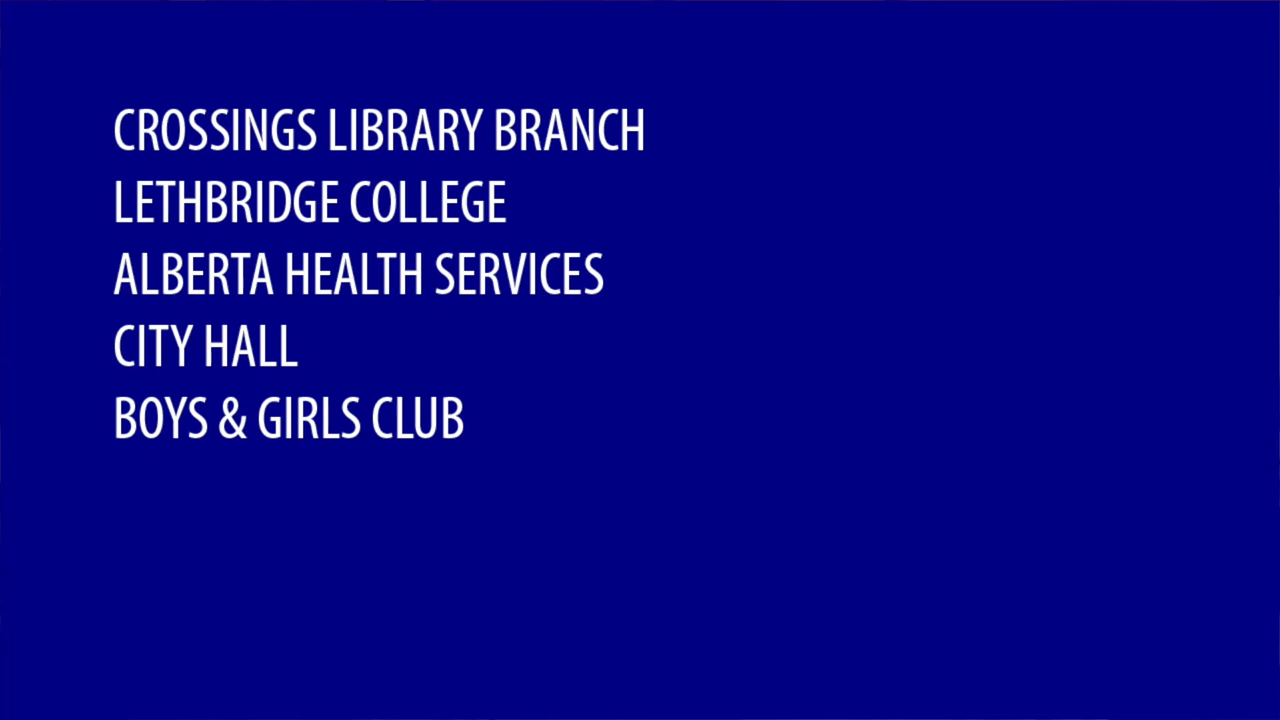 CROSSINGS LIBRARY BRANCH
LETHBRIDGE COLLEGE
ALBERTA HEALTH SERVICES
CITY HALL
BOYS & GIRLS CLUB